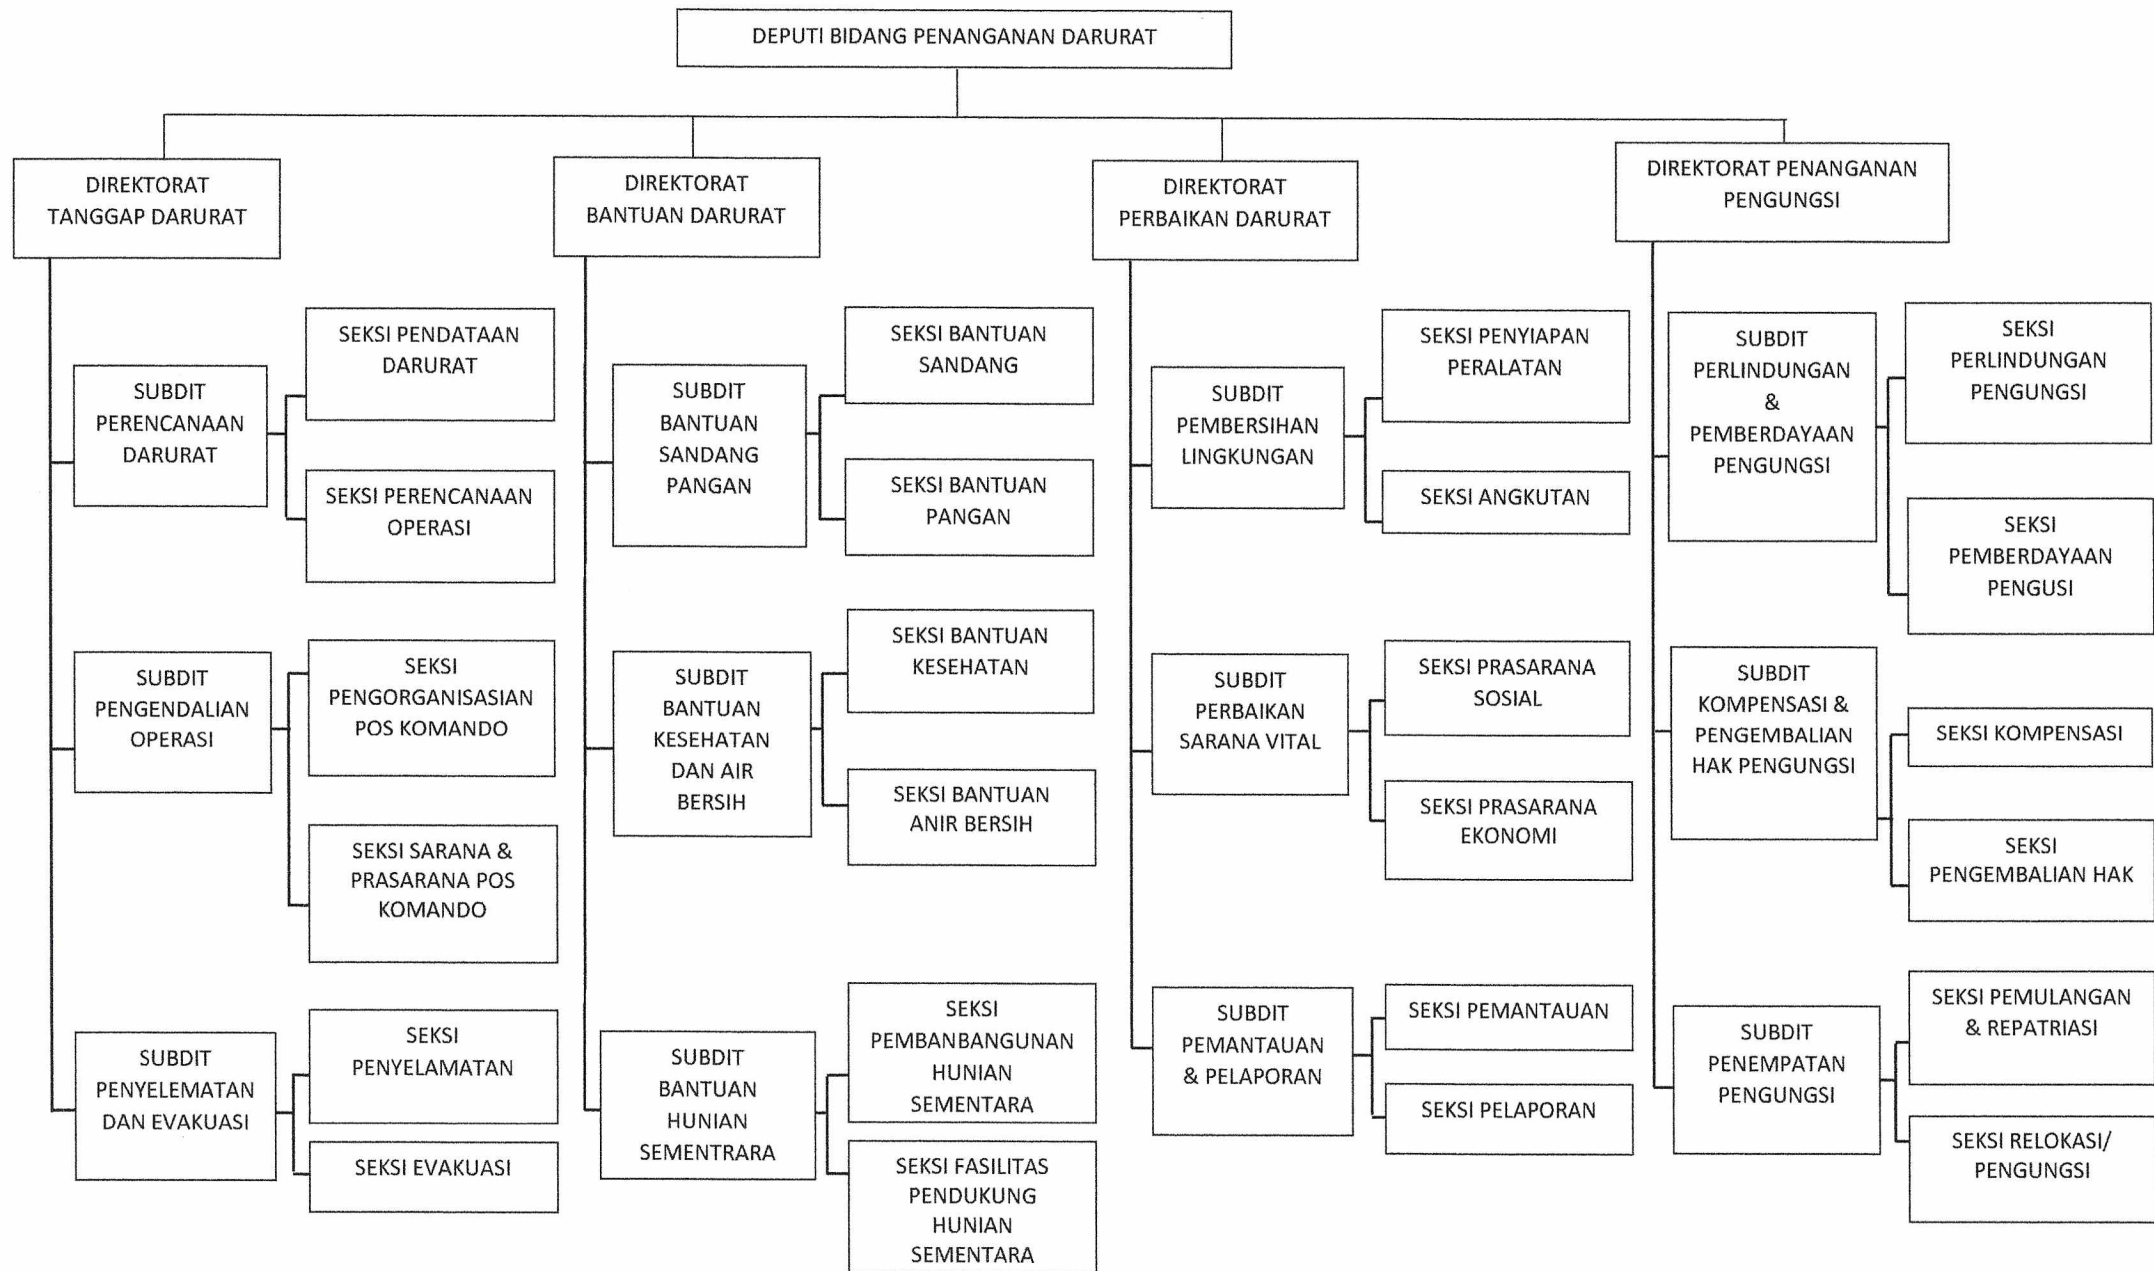 DEPUTI BIDANG PENANGANAN DARURAT
DIREKTORAT
TANGGAP DARURAT
SEKSI PENDATAAN
DARURAT
SUBDIT
PERENCANAAN
DARURAT
SEKSI PERENCANAAN
OPERASI
SEKSI
PENGORGANISASIAN
POS KOMANDO
SUBDIT
PENGENDALIAN
OPERASI
SEKSI SARANA &
PRASARANA POS
KOMANDO
SEKSI
PENYELAMATAN
SUBDIT
PENYELEMATAN
DAN EVAKUASI
SEKSI EVAKUASI
DIREKTORAT
BANTUAN DARURAT
SEKSI BANTUAN
SANDANG
SUBDIT
BANTUAN
SANDANG
PANGAN
SEKSI BANTUAN
PANGAN
SEKSI BANTUAN
KESEHATAN
SUBDIT
BANTUAN
KESEHATAN
DAN AIR
BERSIH
SEKSI BANTUAN
ANIR BERSIH
SEKSI
PEMBANBANGUNAN
HUNIAN
SEMENTARA
SUBDIT
BANTUAN
HUNIAN
SEMENTRARA
SEKSI FASILITAS
PENDUKUNG
HUNIAN
SEMENTARA
DIREKTORAT
PERBAIKAN DARURAT
SEKSI PENYIAPAN
PERALATAN
SUBDIT
PEMBERSIHAN
LINGKUNGAN
SEKSI ANGKUTAN
SEKSI PRASARANA
SOSIAL
SUBDIT
PERBAIKAN
SARANA VITAL
SEKSI PRASARANA
EKONOMI
SEKSI PEMANTAUAN
SUBDIT
PEMANTAUAN
& PELAPORAN
SEKSI PELAPORAN
DIREKTORAT PENANGANAN
PENGUNGSI
SEKSI
PERLINDUNGAN
PENGUNGSI
SUBDIT
PERLINDUNGAN
&
PEMBERDAYAAN
PENGUNGSI
SEKSI
PEMBERDAYAAN
PENGUSI
SUBDIT
KOMPENSASI &
PENGEMBALIAN
HAK PENGUNGSI
SEKSI KOMPENSASI
SEKSI
PENGEMBALIAN HAK
SEKSI PEMULANGAN
& REPATRIASI
SUBDIT
PENEMPATAN
PENGUNGSI
SEKSI RELOKASI/
PENGUNGSI